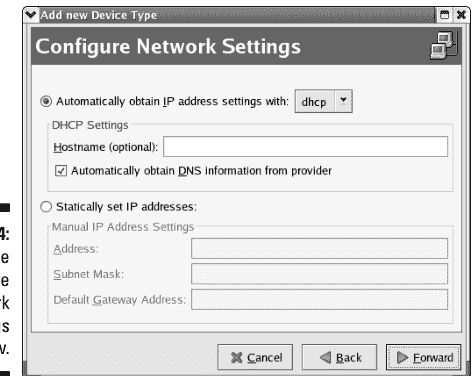 Add new Device Type
Configure Network Settings
Automatically obtain IP address settings with: dhcp
DHCP Settings
Hostname (optional):
Automatically obtain DNS information from provider
Statically set IP addresses:
Manual IP Address Settings
Address:
Subnet Mask:
Default Gateway Address:
Cancel Back Forward
4: